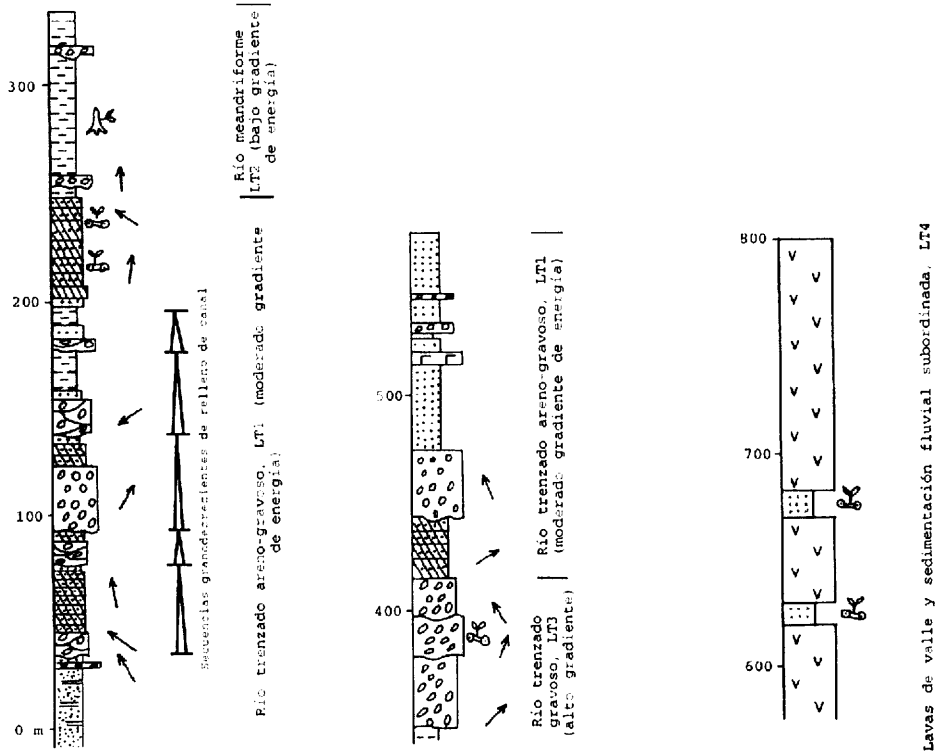 300
200
100
0 m
Secuencias granodecrecientes de relleno de canal
Río trenzado areno-gravoso, LT1 (moderado gradiente
de energía)
Río meandriforme
LT2 (bajo gradiente
de energía)
500
400
Río trenzado
gravoso, LT3
(alto gradiente)
Río trenzado areno-gravoso, LT1
(moderado gradiente de energía)
800
700
600
Lavas de valle y sedimentación fluvial subordinada, LT4